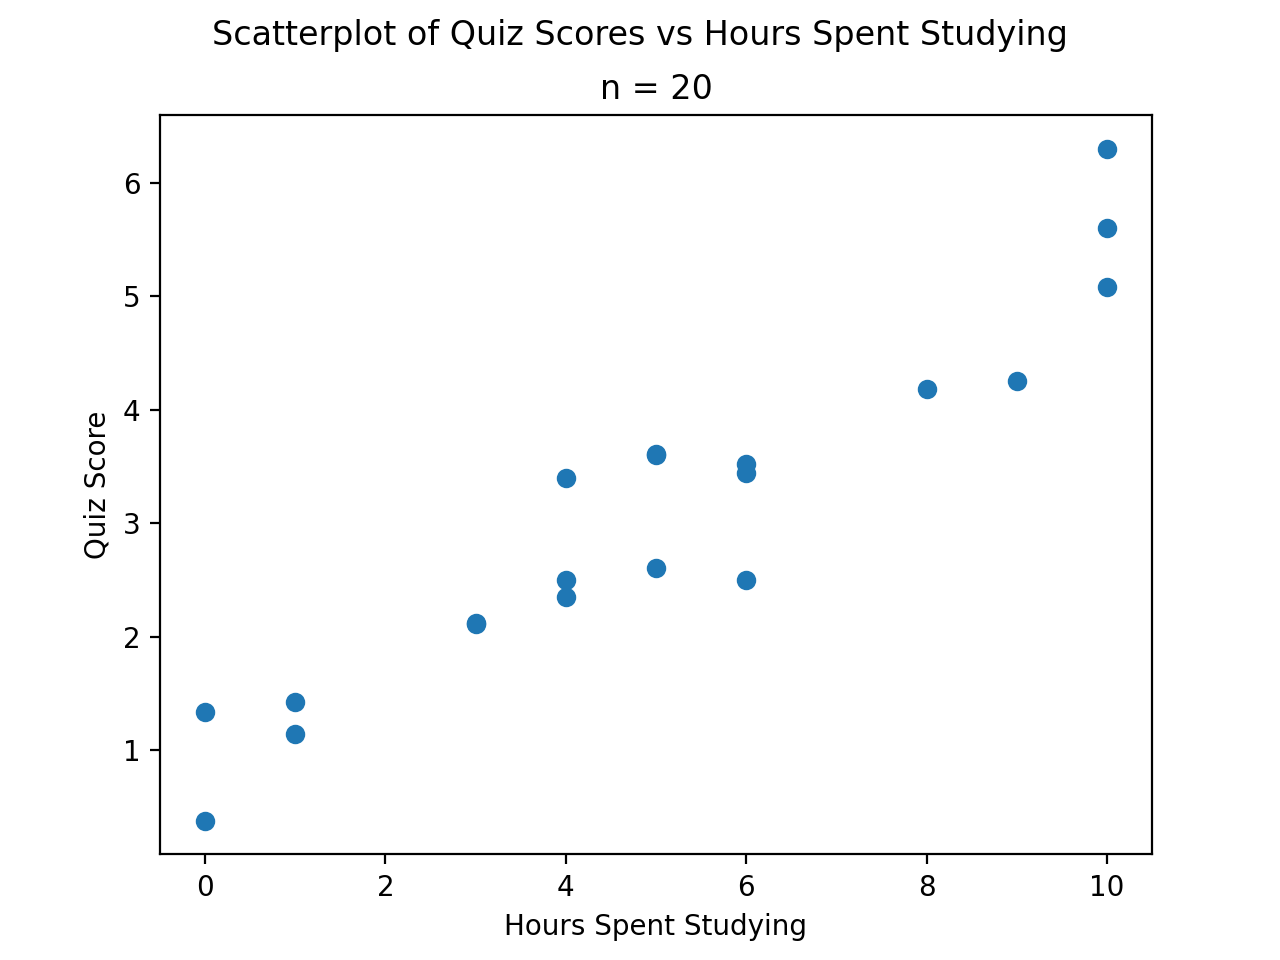 Scatterplot of Quiz Scores vs Hours Spent Studying
n = 20
6
5
4
3
2
1
Quiz Score
0 2 4 6 8 10
Hours Spent Studying